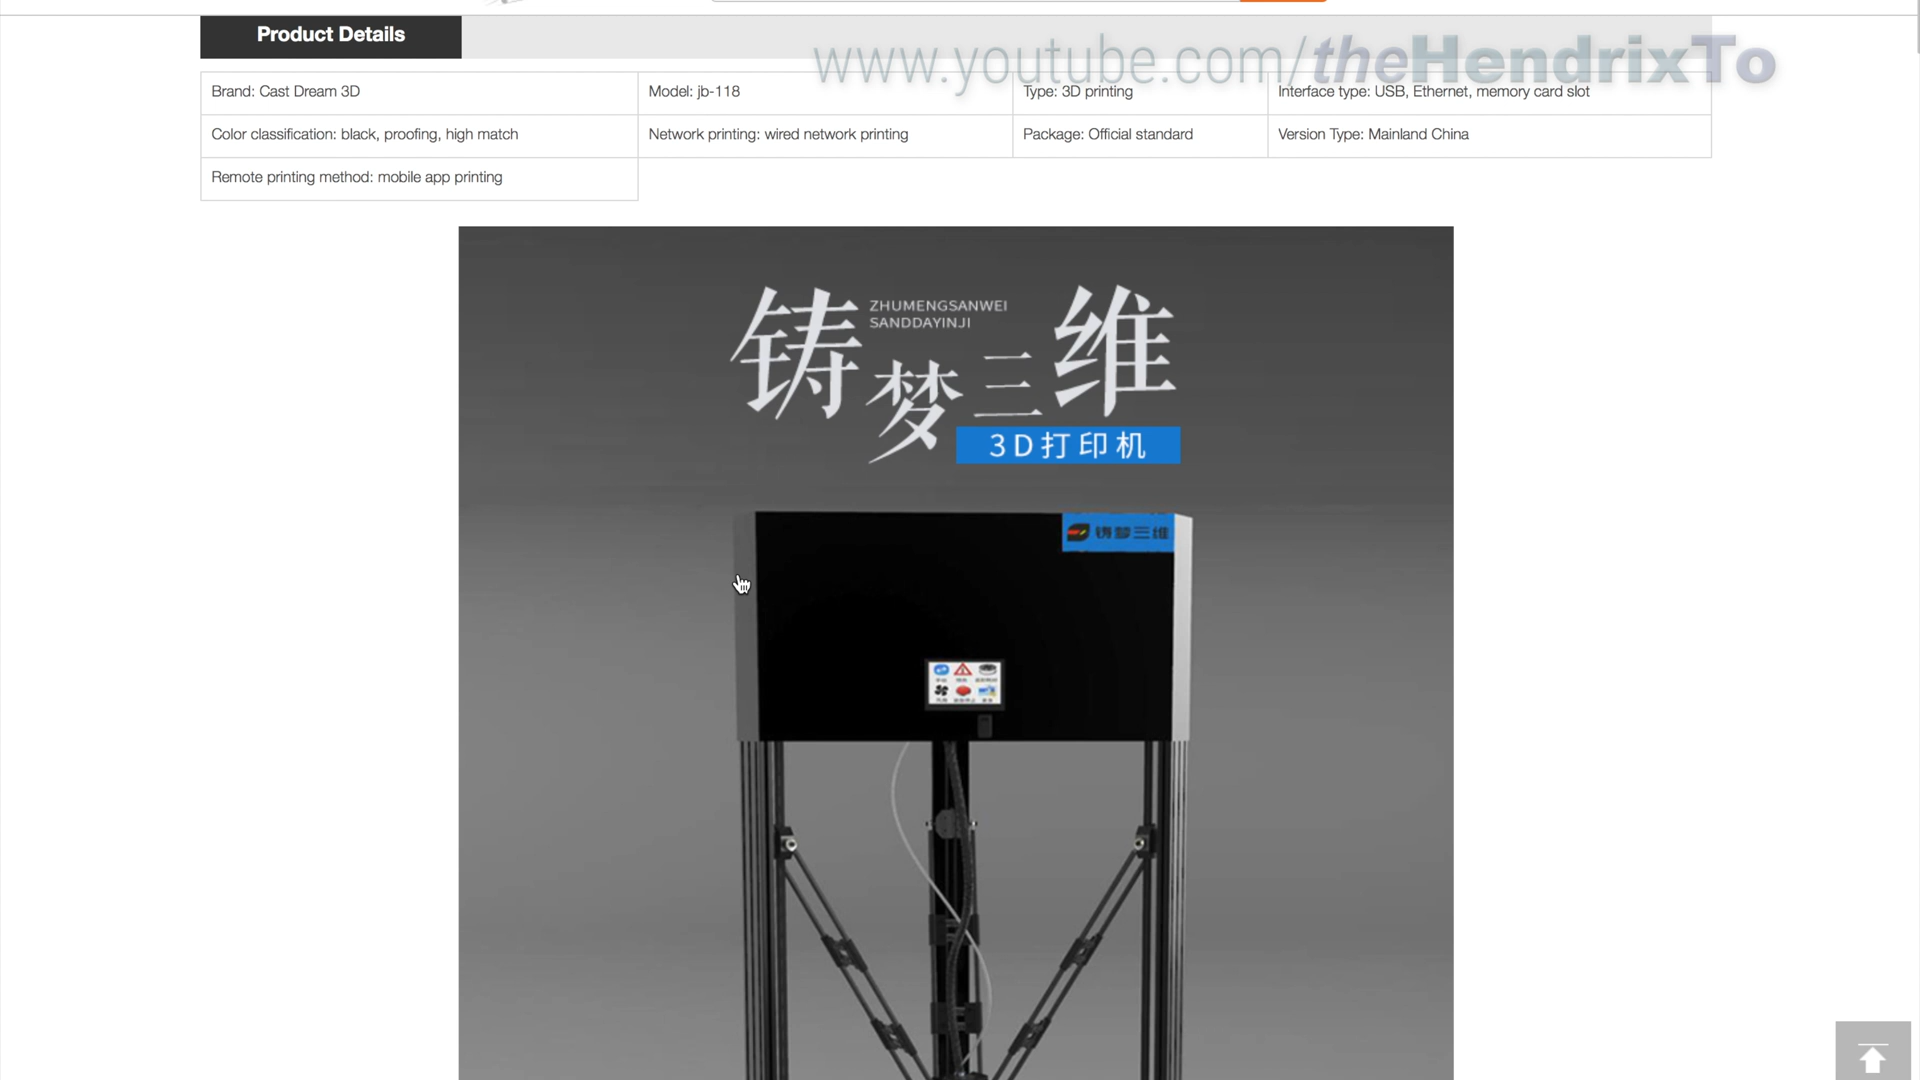 Product Details
www.youtube.com/theHendrixTo
Brand: Cast Dream 3D
Model: jb-118
Type: 3D printing
Interface type: USB, Ethernet, memory card slot
Color classification: black, proofing, high match
Network printing: wired network printing
Package: Official standard
Version Type: Mainland China
Remote printing method: mobile app printing
铸梦三维
ZHUMENGSANWEI
SANDDAYINJI
3D打印机
铸梦三维